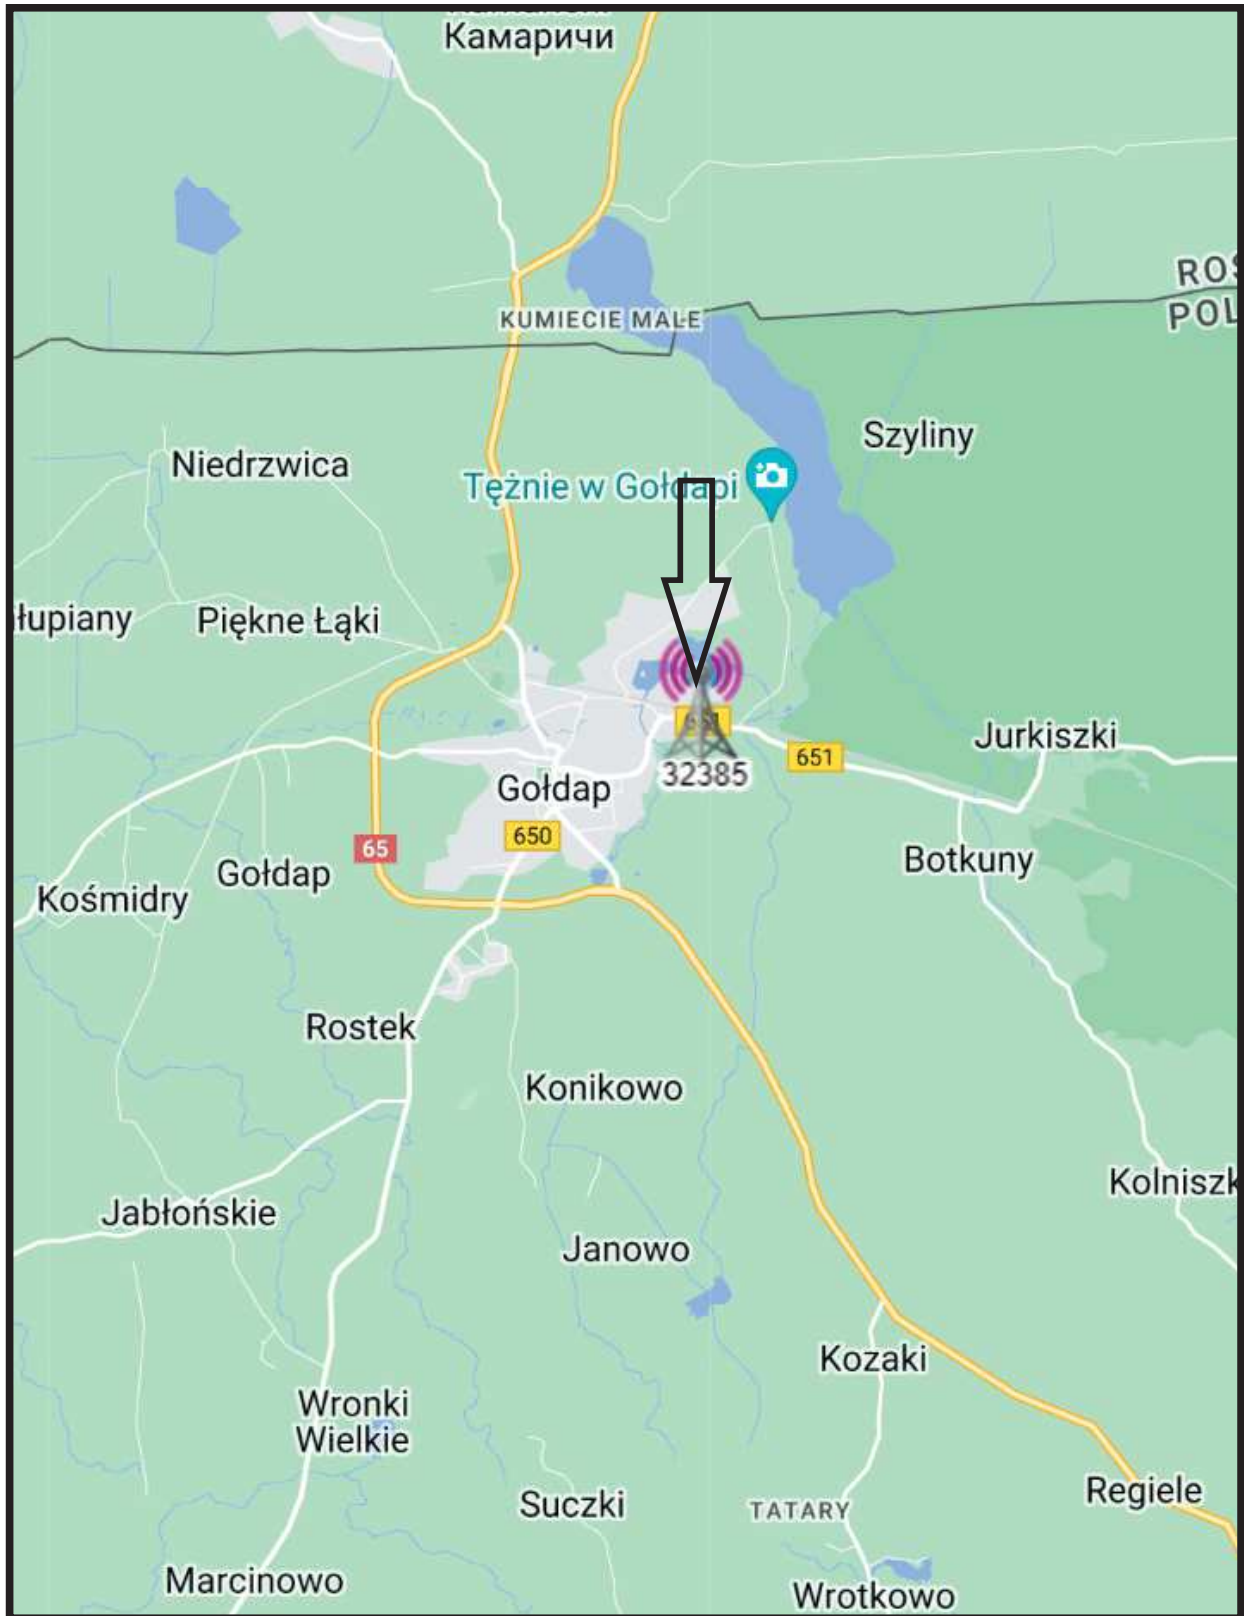 Камаричи
ROS
POL
KUMIECIE MAŁE
Szyliny
Niedrzwica
Tężnie w Gołdapi
łupiany
Piękne Łąki
Jurkiszki
651
32385
Gołdap
650
65
Gołdap
Botkuny
Kośmidry
Rostek
Konikowo
Kolniszk
Jabłońskie
Janowo
Kozaki
Wronki
Wielkie
Regiele
Suczki
TATARY
Marcinowo
Wrotkowo